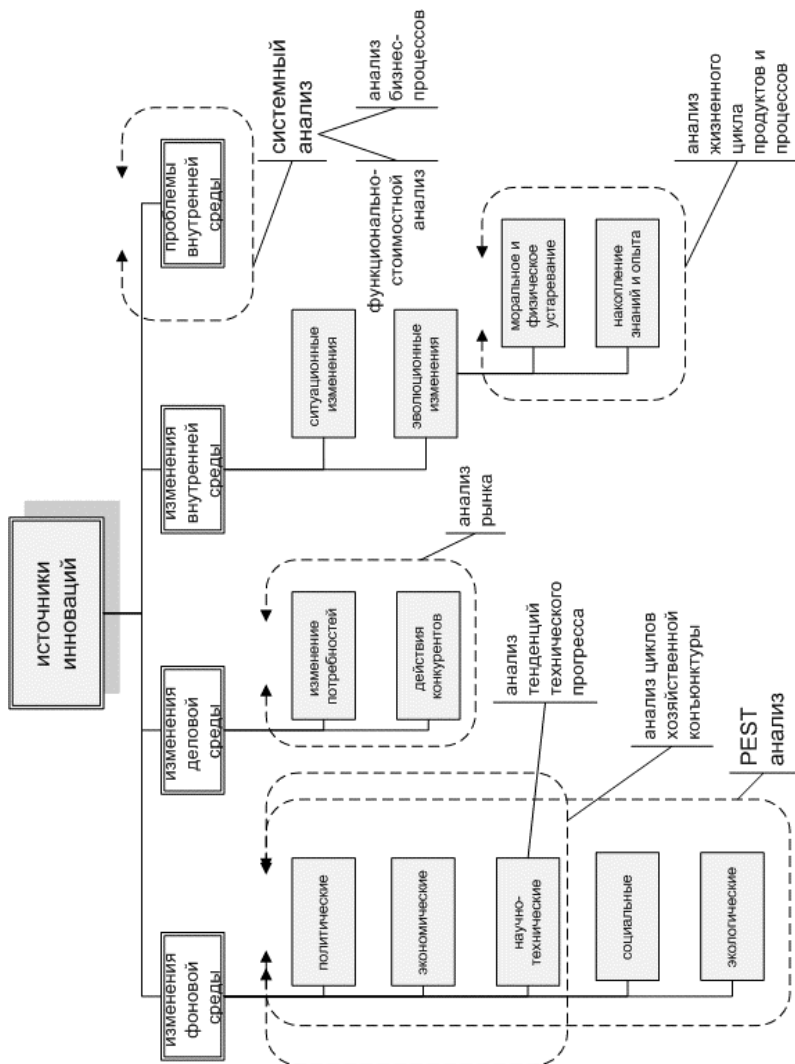 источники
инноваций
изменения
фоновой
среды
изменения
деловой
среды
изменения
внутренней
среды
проблемы
внутренней
среды
политические
экономические
научно-
технические
социальные
экологические
изменение
потребностей
действия
конкурентов
ситуационные
изменения
эволюционные
изменения
моральное и
физическое
устаревание
накопление
знаний и опыта
системный
анализ
функционально-
стоимостной
анализ
анализ
бизнес-
процессов
анализ
рынка
анализ
тенденций
технического
прогресса
анализ циклов
хозяйственной
конъюнктуры
PEST
анализ
анализ
жизненного
цикла
продуктов и
процессов